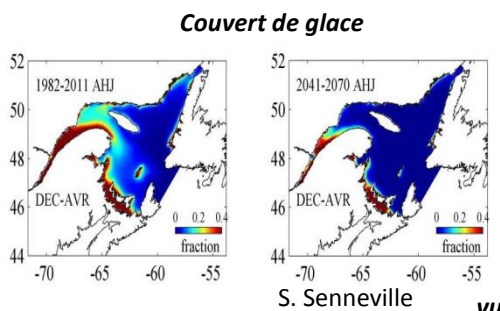 Couvert de glace
52
50
48
46
44
1982-2011 AHJ
DEC-AVR
0 0.2 0.4
fraction
-70 -65 -60 -55
52
50
48
46
44
2041-2070 AHJ
DEC-AVR
0 0.2 0.4
fraction
-70 -65 -60 -55
S. Senneville